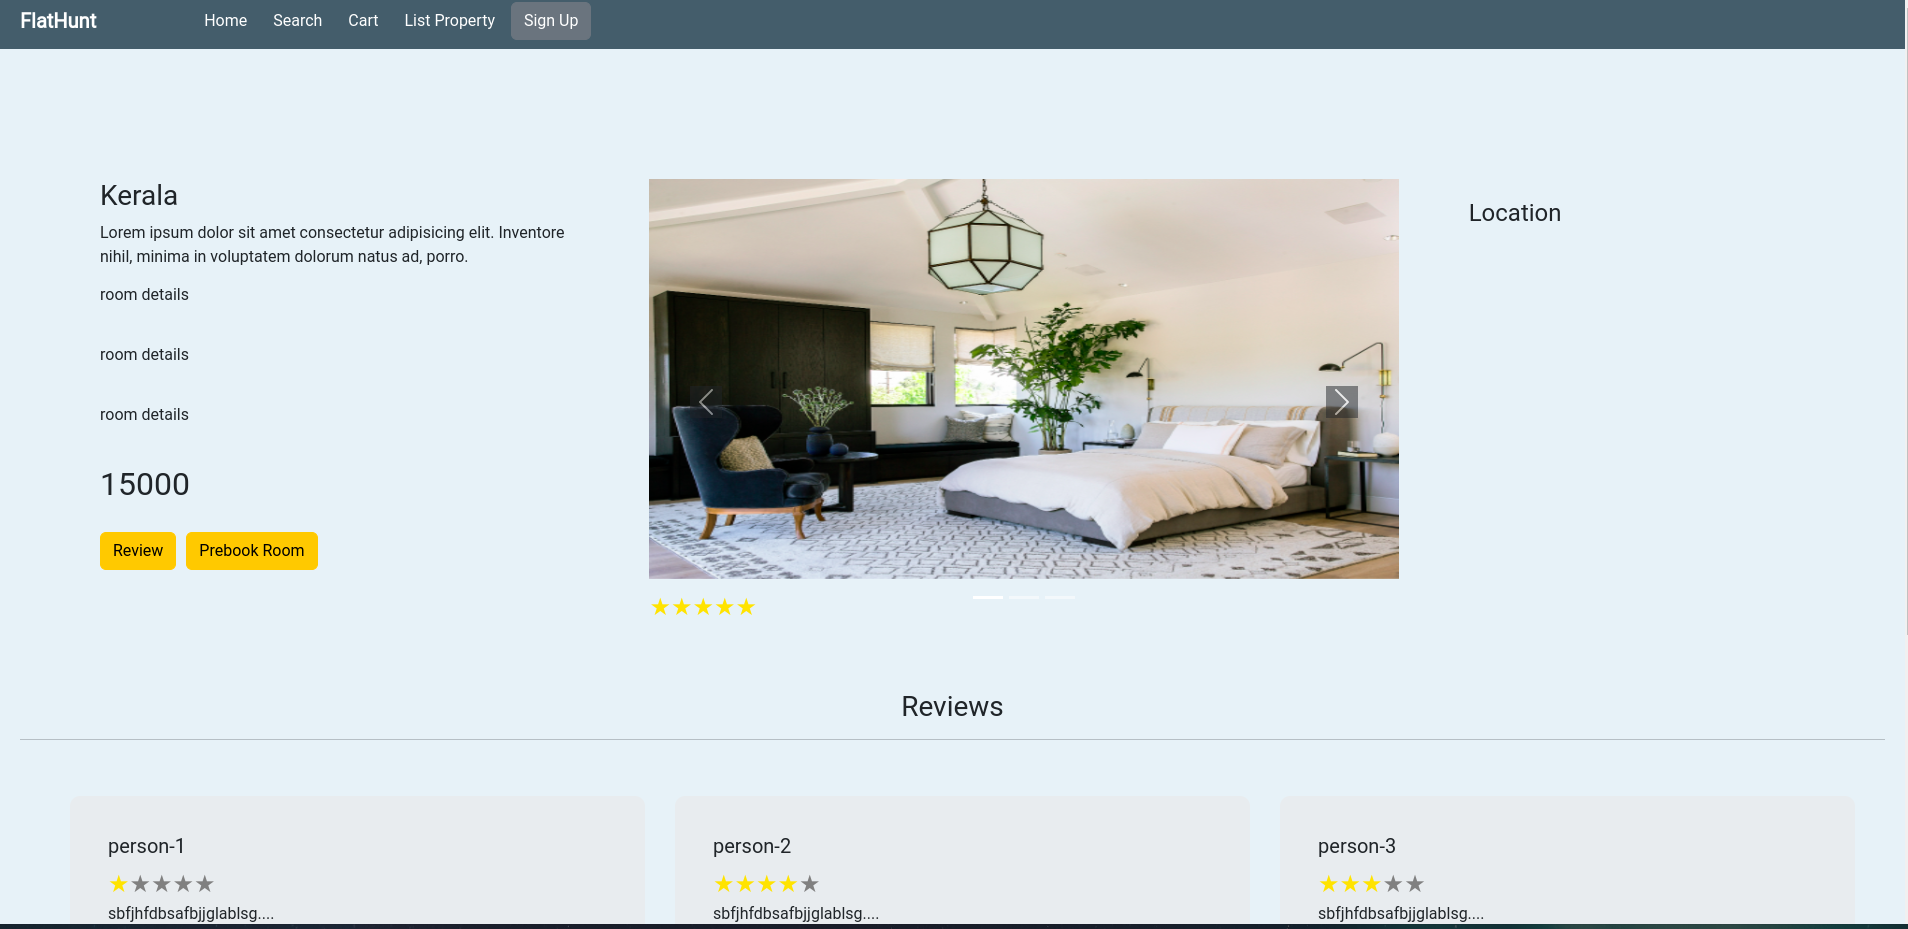 FlatHunt Home Search Cart List Property Sign Up
Kerala
Lorem ipsum dolor sit amet consectetur adipisicing elit. Inventore
nihil, minima in voluptatem dolorum natus ad, porro.
room details
room details
room details
15000
Review Prebook Room
Location
Reviews
person-1
sbfjhfdbsafbjjglablsg....
person-2
sbfjhfdbsafbjjglablsg....
person-3
sbfjhfdbsafbjjglablsg....